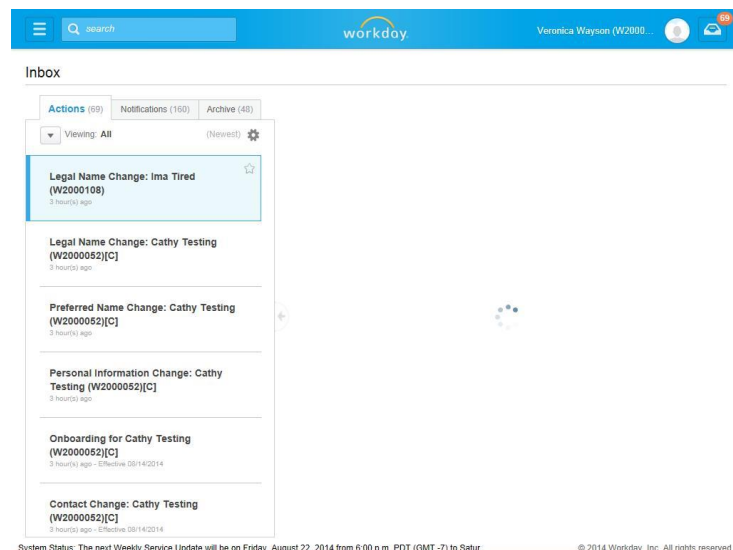 search
workday.
Veronica Wayson (W2000...
69
Inbox
Actions (69)
Notifications (160)
Archive (48)
Viewing: All
(Newest)
Legal Name Change: Ima Tired
(W2000108)
3 hour(s) ago
Legal Name Change: Cathy Testing
(W2000052)[C]
3 hour(s) ago
Preferred Name Change: Cathy Testing
(W2000052)[C]
3 hour(s) ago
Personal Information Change: Cathy
Testing (W2000052)[C]
3 hour(s) ago
Onboarding for Cathy Testing
(W2000052)[C]
3 hour(s) ago - Effective 08/14/2014
Contact Change: Cathy Testing
(W2000052)[C]
3 hour(s) ago - Effective 08/14/2014
System Status: The next Weekly Service Update will be on Friday, August 22, 2014 from 6:00 p.m. PDT (GMT -7) to Satur
© 2014 Workday, Inc. All rights reserved